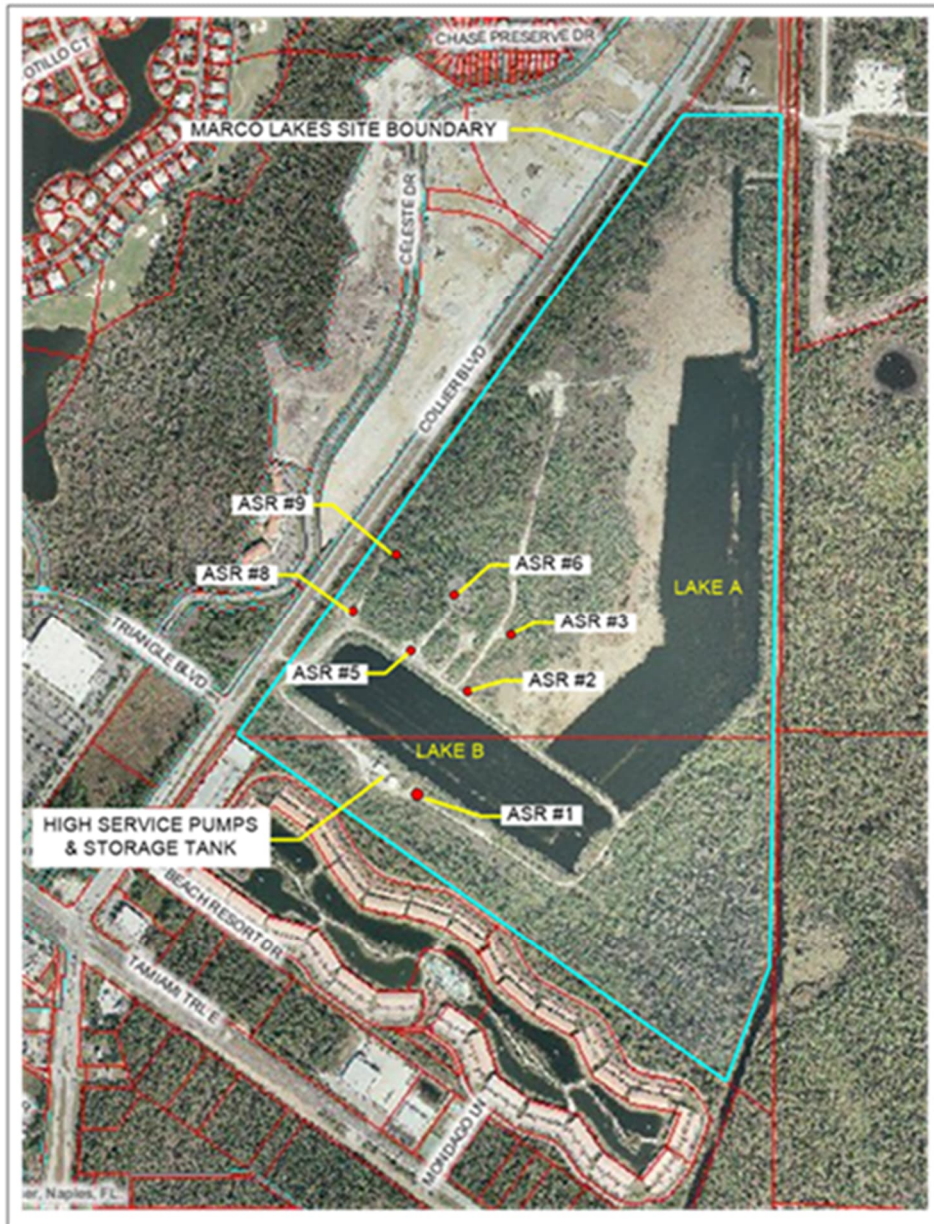 OTILLO CT
CHASE PRESERVE DR
MARCO LAKES SITE BOUNDARY
CELESTE DR
COLLIER BLVD
ASR #9
ASR #8
ASR #6
LAKE A
ASR #3
TRIANGLE BLVD
ASR #5
ASR #2
LAKE B
ASR #1
HIGH SERVICE PUMPS
& STORAGE TANK
BEACH RESORT DR
TAMIAMI TRL E
MONDAGO LN
er, Naples, FL.